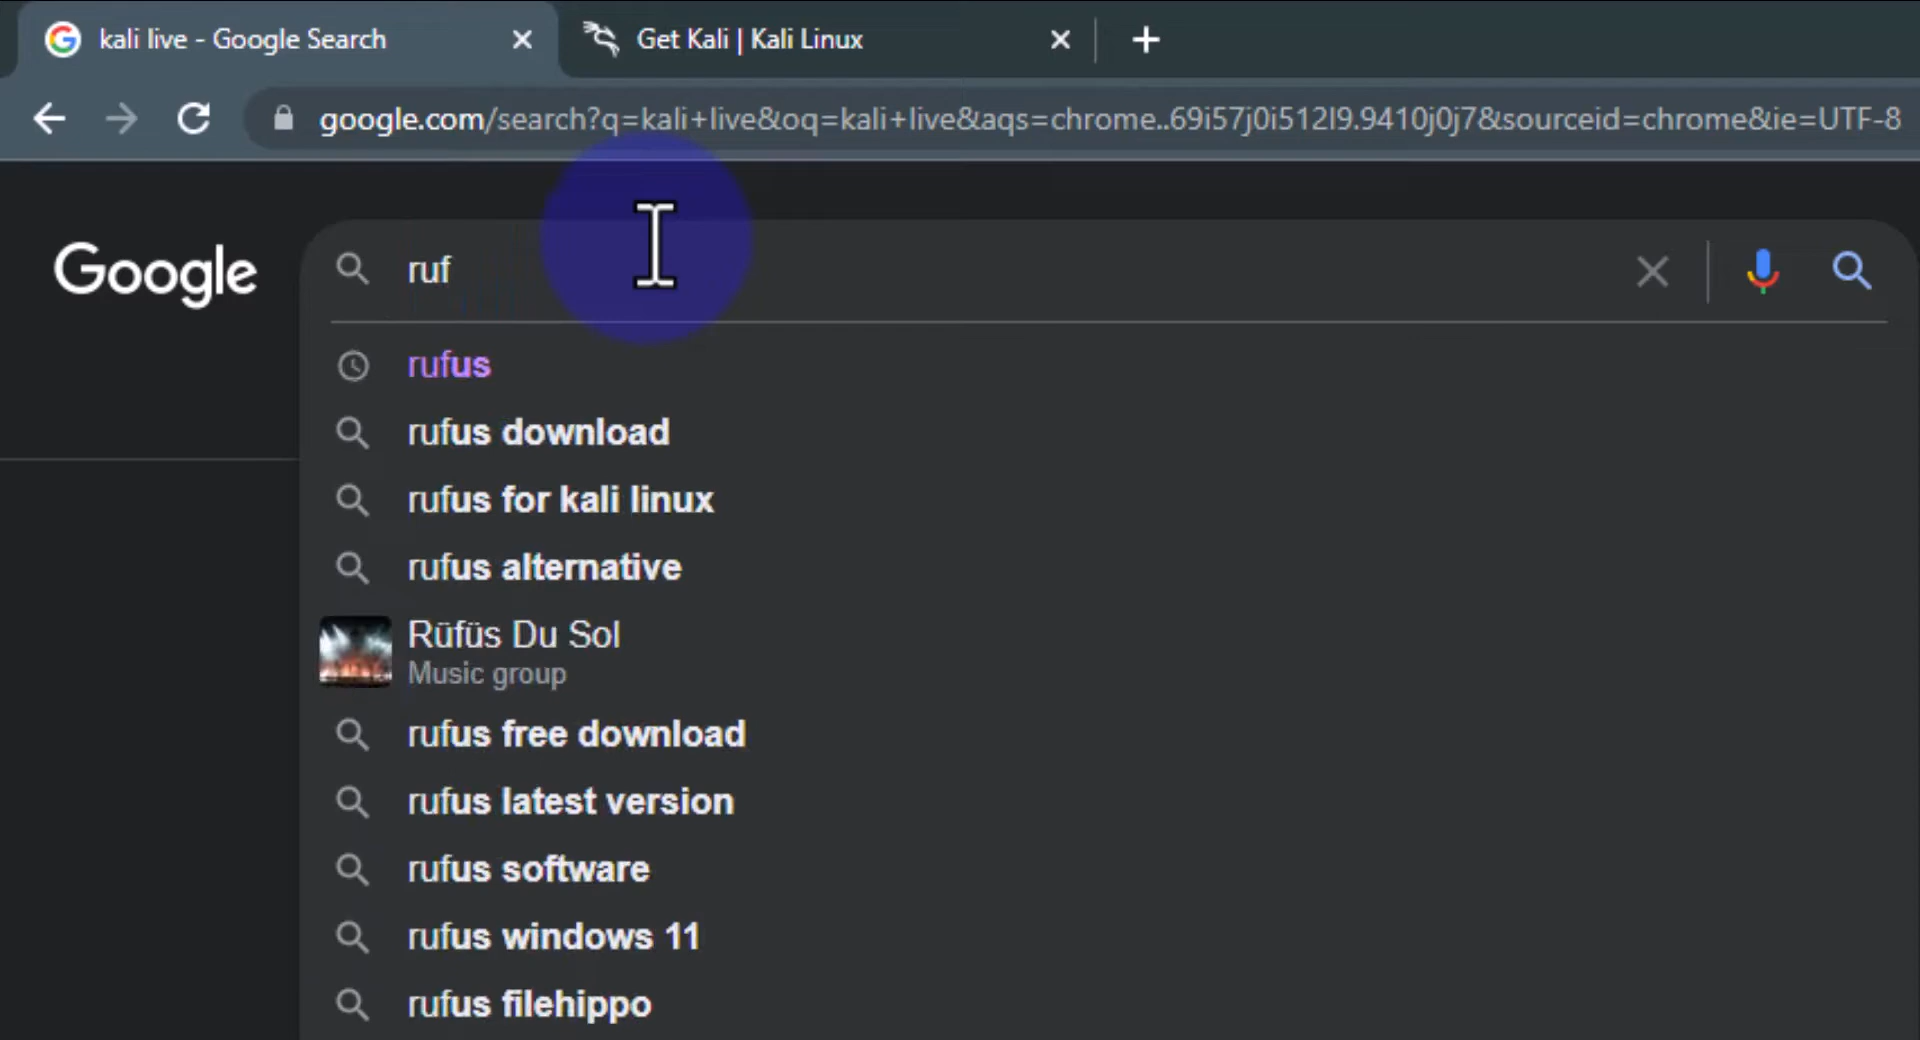 kali live - Google Search
Get Kali | Kali Linux
google.com/search?q=kali+live&oq=kali+live&aqs=chrome..69i57j0i512l9.9410j0j7&sourceid=chrome&ie=UTF-8
Google
ruf
rufus
rufus download
rufus for kali linux
rufus alternative
Rüfüs Du Sol
Music group
rufus free download
rufus latest version
rufus software
rufus windows 11
rufus filehippo